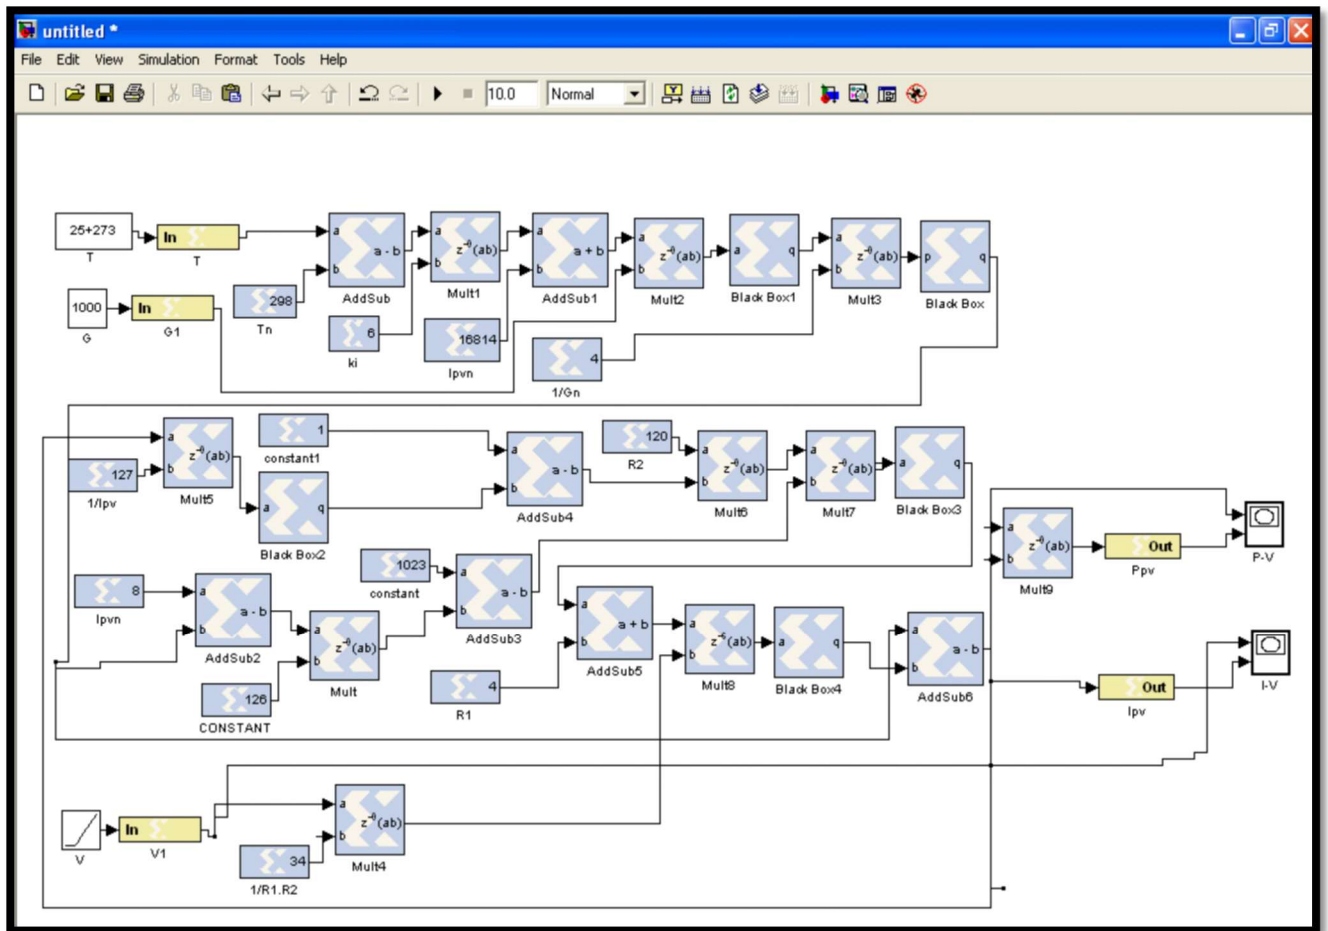 untitled *
File Edit View Simulation Format Tools Help
10.0 Normal
25+273
T
In
T
a
b
a - b
AddSub
a
b
z⁻⁰(ab)
Mult1
a
b
a + b
AddSub1
a
b
z⁻⁰(ab)
Mult2
a
q
Black Box1
a
b
z⁻⁰(ab)
Mult3
p
q
Black Box
1000
G
In
G1
298
Tn
6
ki
16814
Ipvn
4
1/Gn
a
b
z⁻⁰(ab)
Mult5
127
1/Ipv
1
constant1
a
q
Black Box2
a
b
a - b
AddSub4
120
R2
a
b
z⁻⁰(ab)
Mult6
a
b
z⁻⁰(ab)
Mult7
a
q
Black Box3
a
b
z⁻⁰(ab)
Mult9
Out
Ppv
P-V
8
Ipvn
a
b
a - b
AddSub2
126
CONSTANT
a
b
z⁻⁰(ab)
Mult
1023
constant
a
b
a - b
AddSub3
4
R1
a
b
a + b
AddSub5
a
b
(ab)
Mult8
a
q
Black Box4
a
b
a - b
AddSub6
Out
Ipv
I-V
V
In
V1
34
1/R1.R2
a
b
z⁻⁰(ab)
Mult4